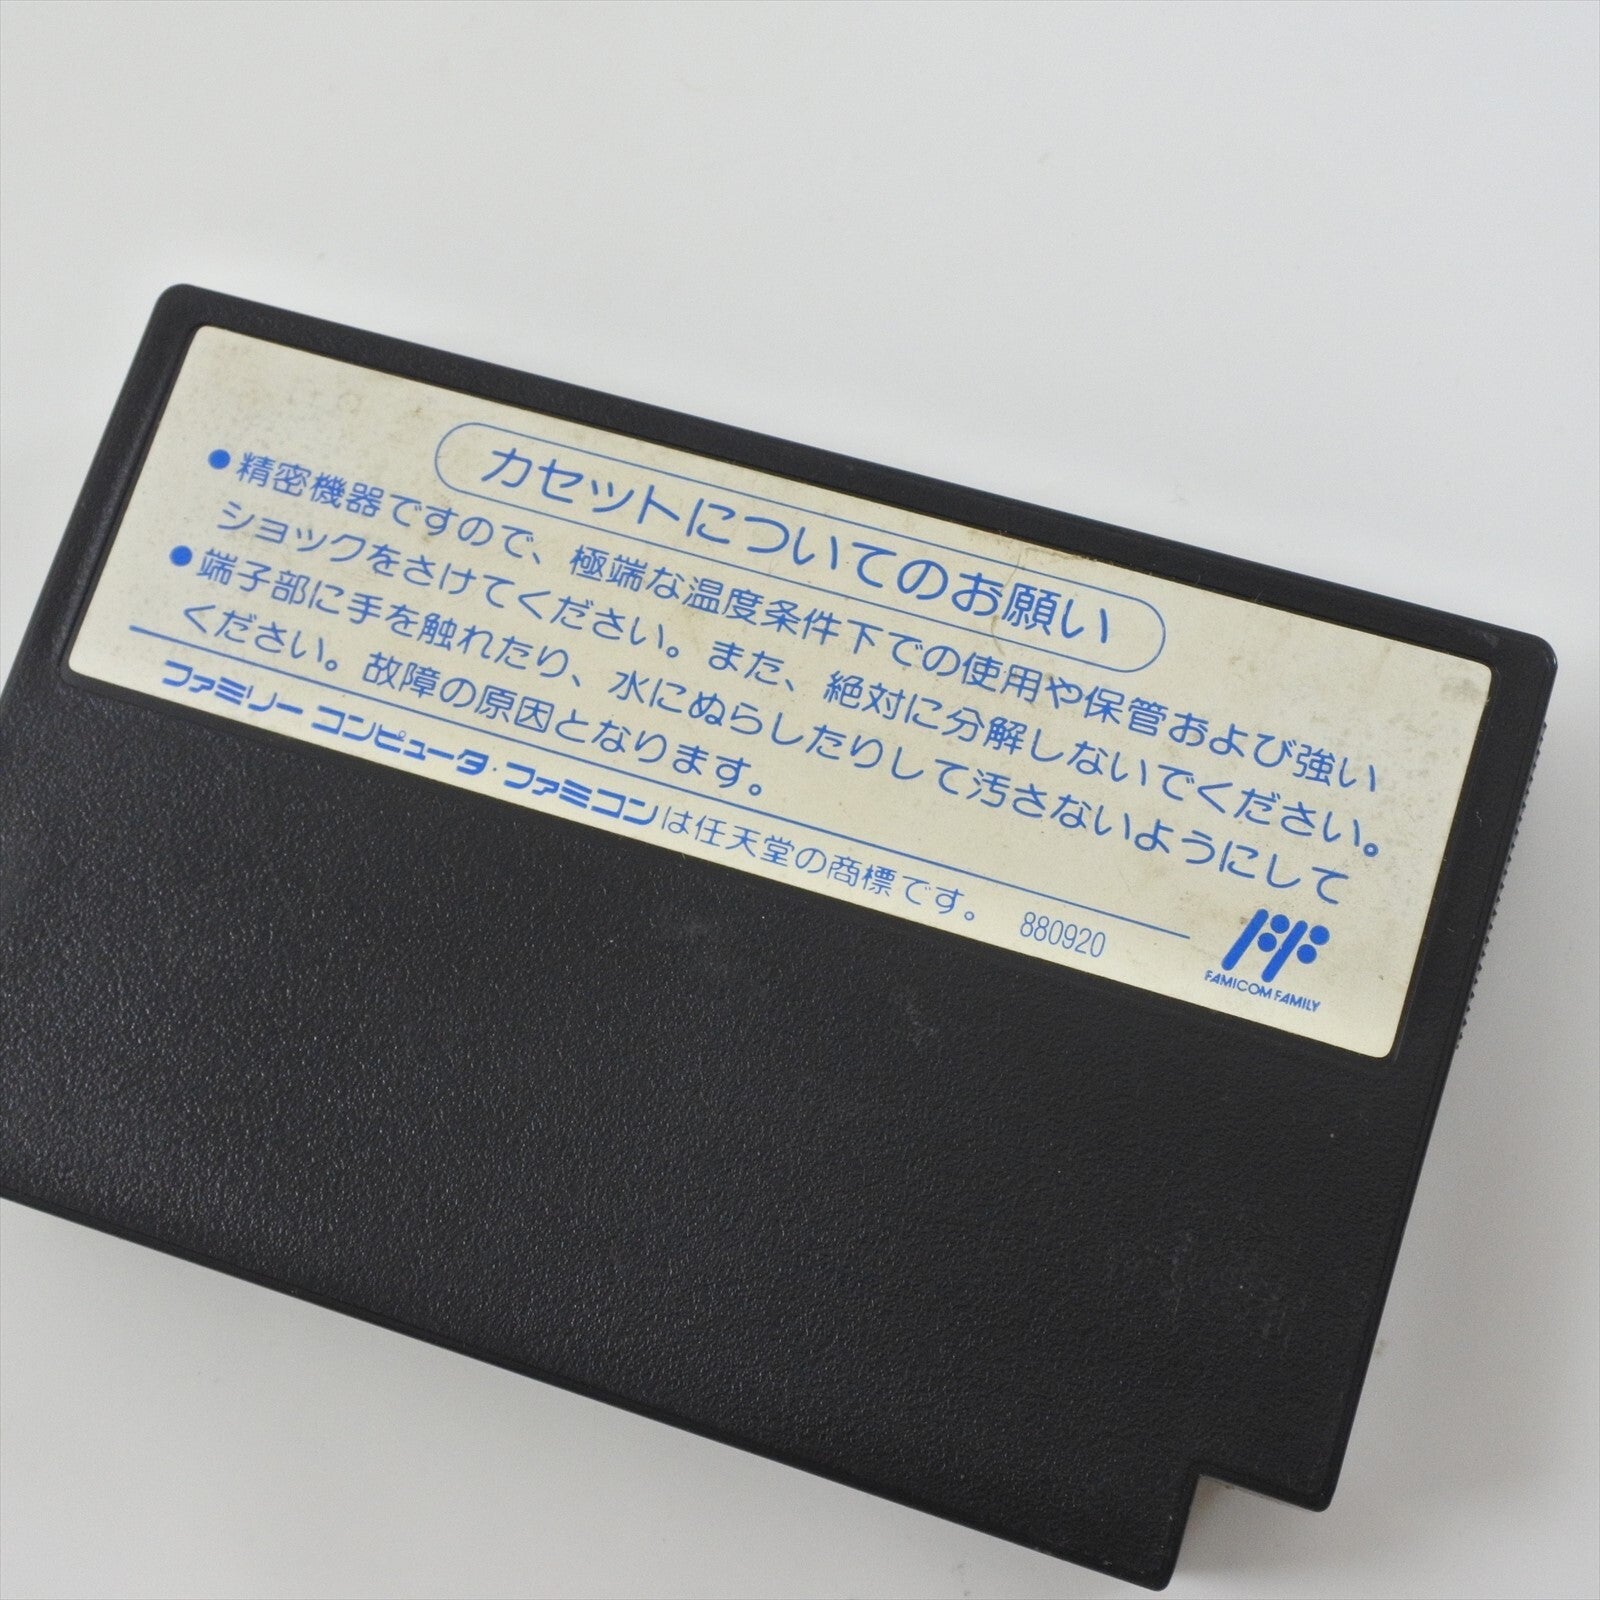 カセットについてのお願い
●精密機器ですので、極端な温度条件下での使用や保管および強い
ショックをさけてください。また、絶対に分解しないでください。
●端子部に手を触れたり、水にぬらしたりして汚さないようにして
ください。故障の原因となります。
ファミリーコンピュータ・ファミコンは任天堂の商標です。 880920
FAMICOM FAMILY